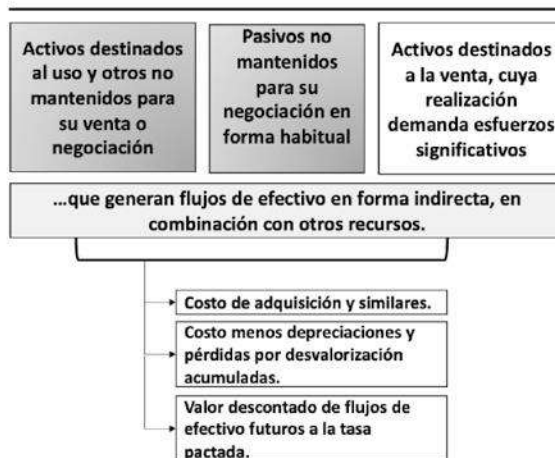 Activos destinados
al uso y otros no
mantenidos para
su venta o
negociación
Pasivos no
mantenidos
para su
negociación en
forma habitual
Activos destinados
a la venta, cuya
realización
demanda esfuerzos
significativos
...que generan flujos de efectivo en forma indirecta, en
combinación con otros recursos.
Costo de adquisición y similares.
Costo menos depreciaciones y
pérdidas por desvalorización
acumuladas.
Valor descontado de flujos de
efectivo futuros a la tasa
pactada.